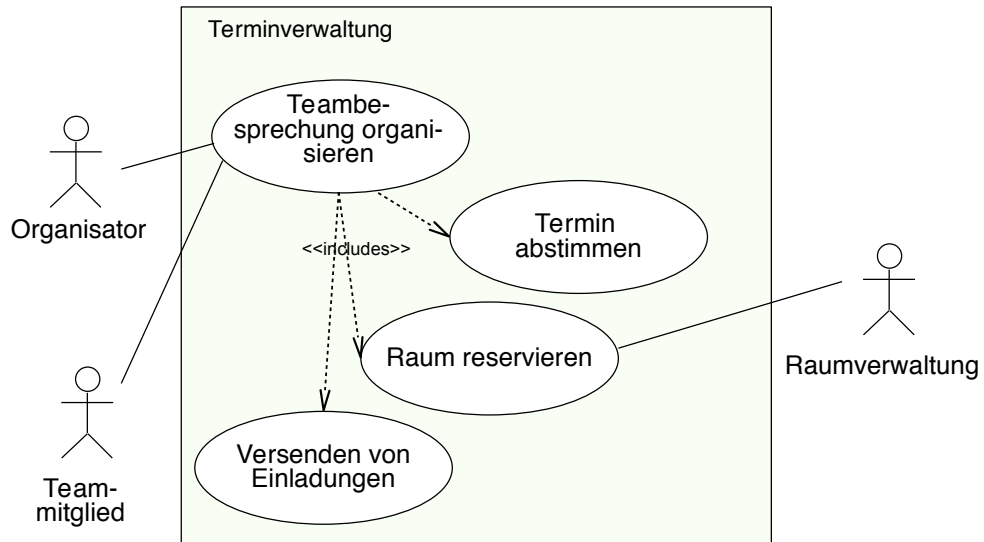 Terminverwaltung
Teambe-
sprechung organi-
sieren
Organisator
<<includes>>
Termin
abstimmen
Raum reservieren
Raumverwaltung
Versenden von
Einladungen
Team-
mitglied